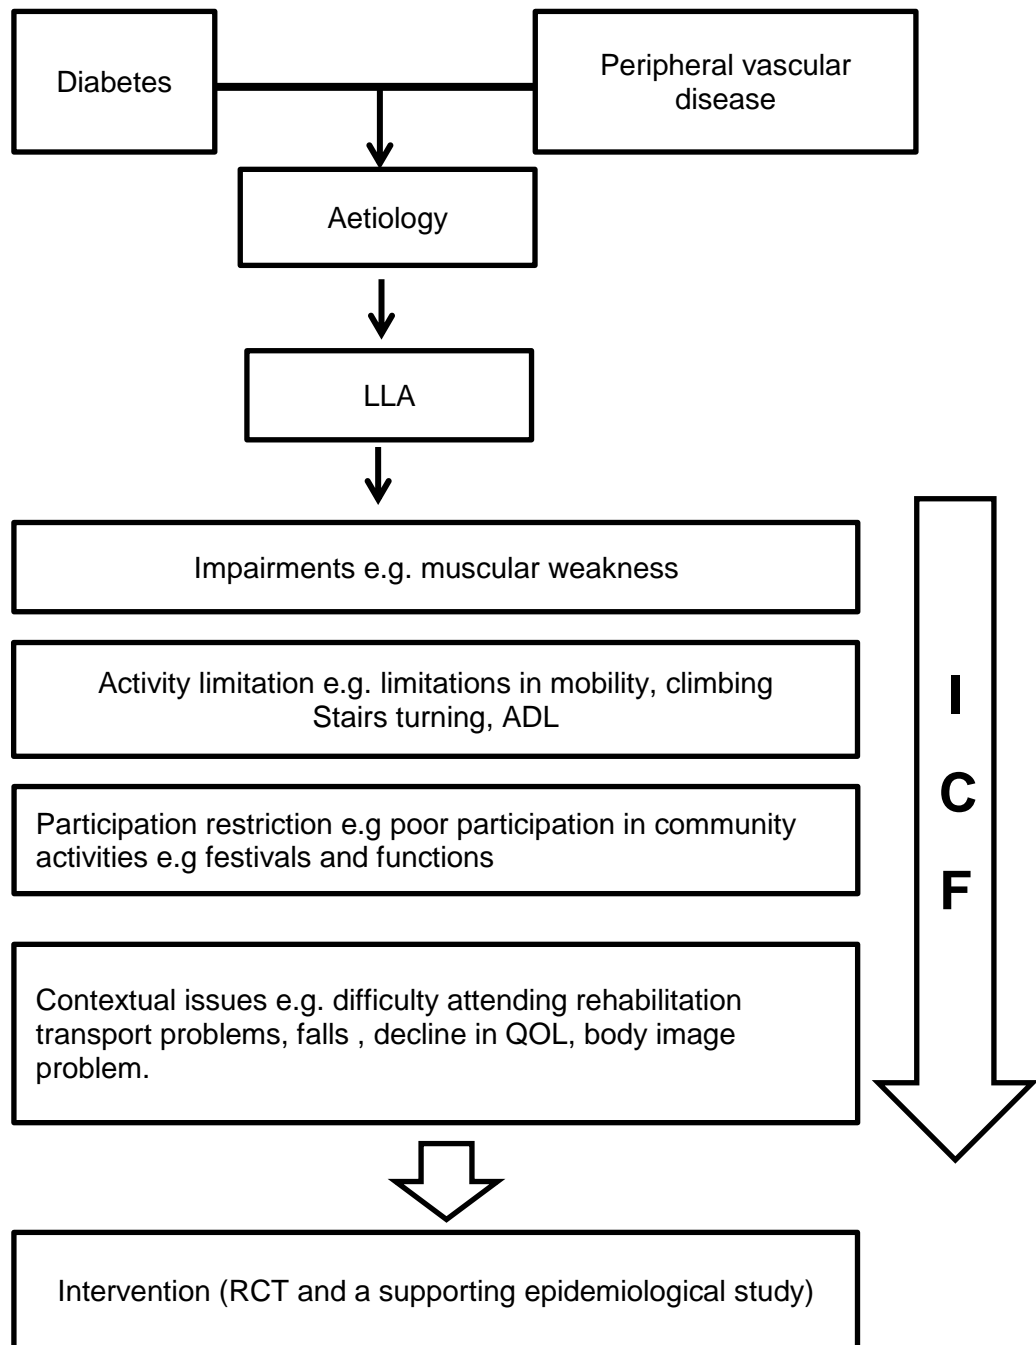 Diabetes
Peripheral vascular
disease
Aetiology
LLA
Impairments e.g. muscular weakness
Activity limitation e.g. limitations in mobility, climbing
Stairs turning, ADL
Participation restriction e.g poor participation in community
activities e.g festivals and functions
Contextual issues e.g. difficulty attending rehabilitation
transport problems, falls , decline in QOL, body image
problem.
I
C
F
Intervention (RCT and a supporting epidemiological study)